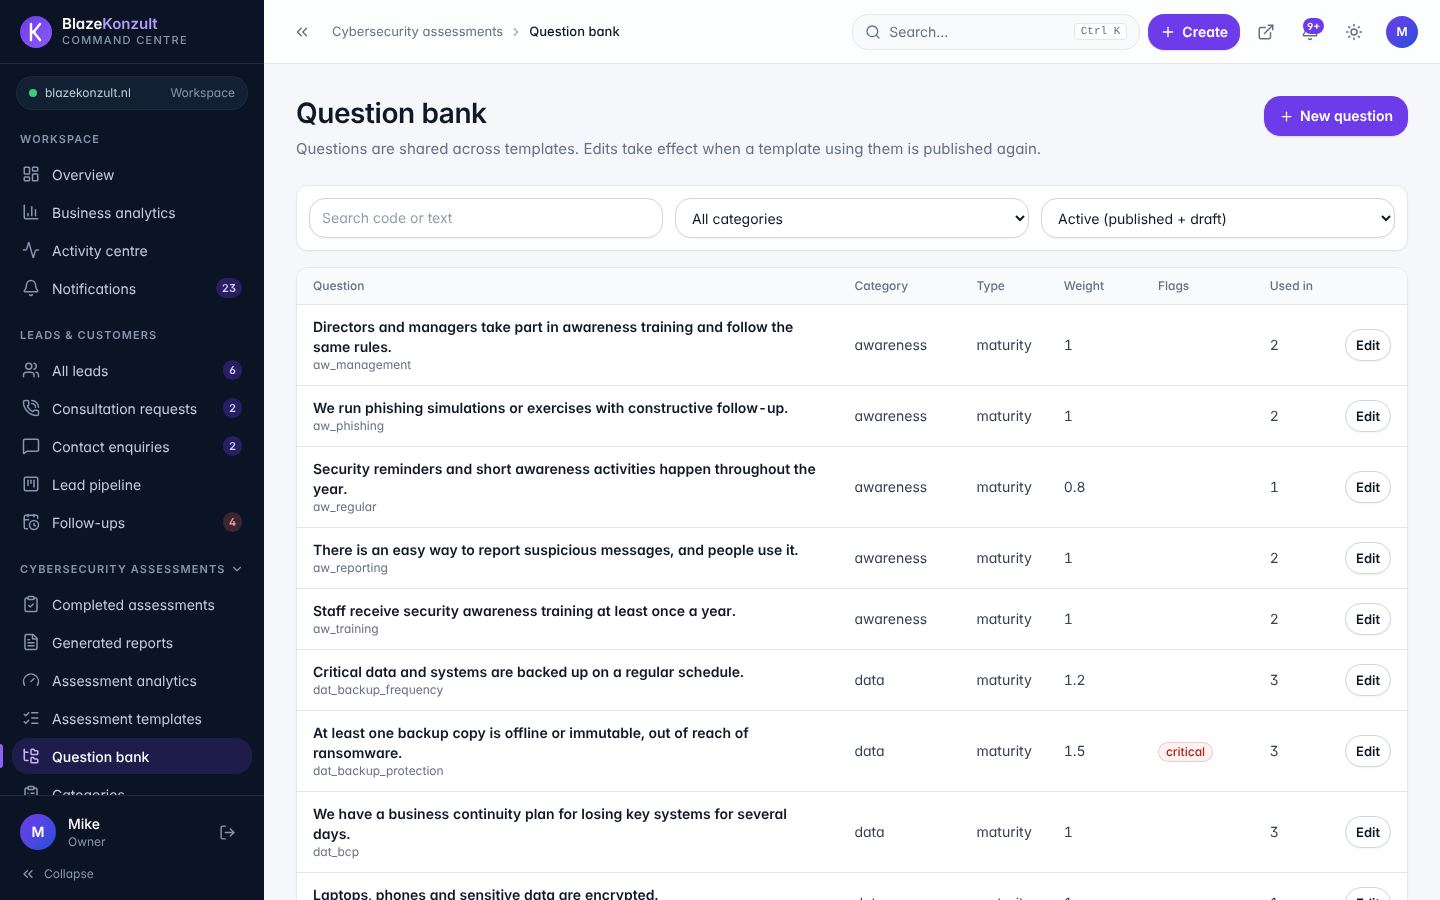 BlazeKonzult
COMMAND CENTRE
blazekonzult.nl
Workspace
WORKSPACE
Overview
Business analytics
Activity centre
Notifications
23
LEADS & CUSTOMERS
All leads
6
Consultation requests
2
Contact enquiries
2
Lead pipeline
Follow-ups
4
CYBERSECURITY ASSESSMENTS
Completed assessments
Generated reports
Assessment analytics
Assessment templates
Question bank
Categories
M
Mike
Owner
Collapse
Cybersecurity assessments
Question bank
Search...
Ctrl K
Create
9+
M
Question bank
Questions are shared across templates. Edits take effect when a template using them is published again.
New question
Search code or text
All categories
Active (published + draft)
Question Category Type Weight Flags Used in
Directors and managers take part in awareness training and follow the
same rules.
aw_management
awareness maturity 1 2 Edit
We run phishing simulations or exercises with constructive follow-up.
aw_phishing
awareness maturity 1 2 Edit
Security reminders and short awareness activities happen throughout the
year.
aw_regular
awareness maturity 0.8 1 Edit
There is an easy way to report suspicious messages, and people use it.
aw_reporting
awareness maturity 1 2 Edit
Staff receive security awareness training at least once a year.
aw_training
awareness maturity 1 2 Edit
Critical data and systems are backed up on a regular schedule.
dat_backup_frequency
data maturity 1.2 3 Edit
At least one backup copy is offline or immutable, out of reach of
ransomware.
dat_backup_protection
data maturity 1.5 critical 3 Edit
We have a business continuity plan for losing key systems for several
days.
dat_bcp
data maturity 1 3 Edit
Laptops, phones and sensitive data are encrypted.
Edit